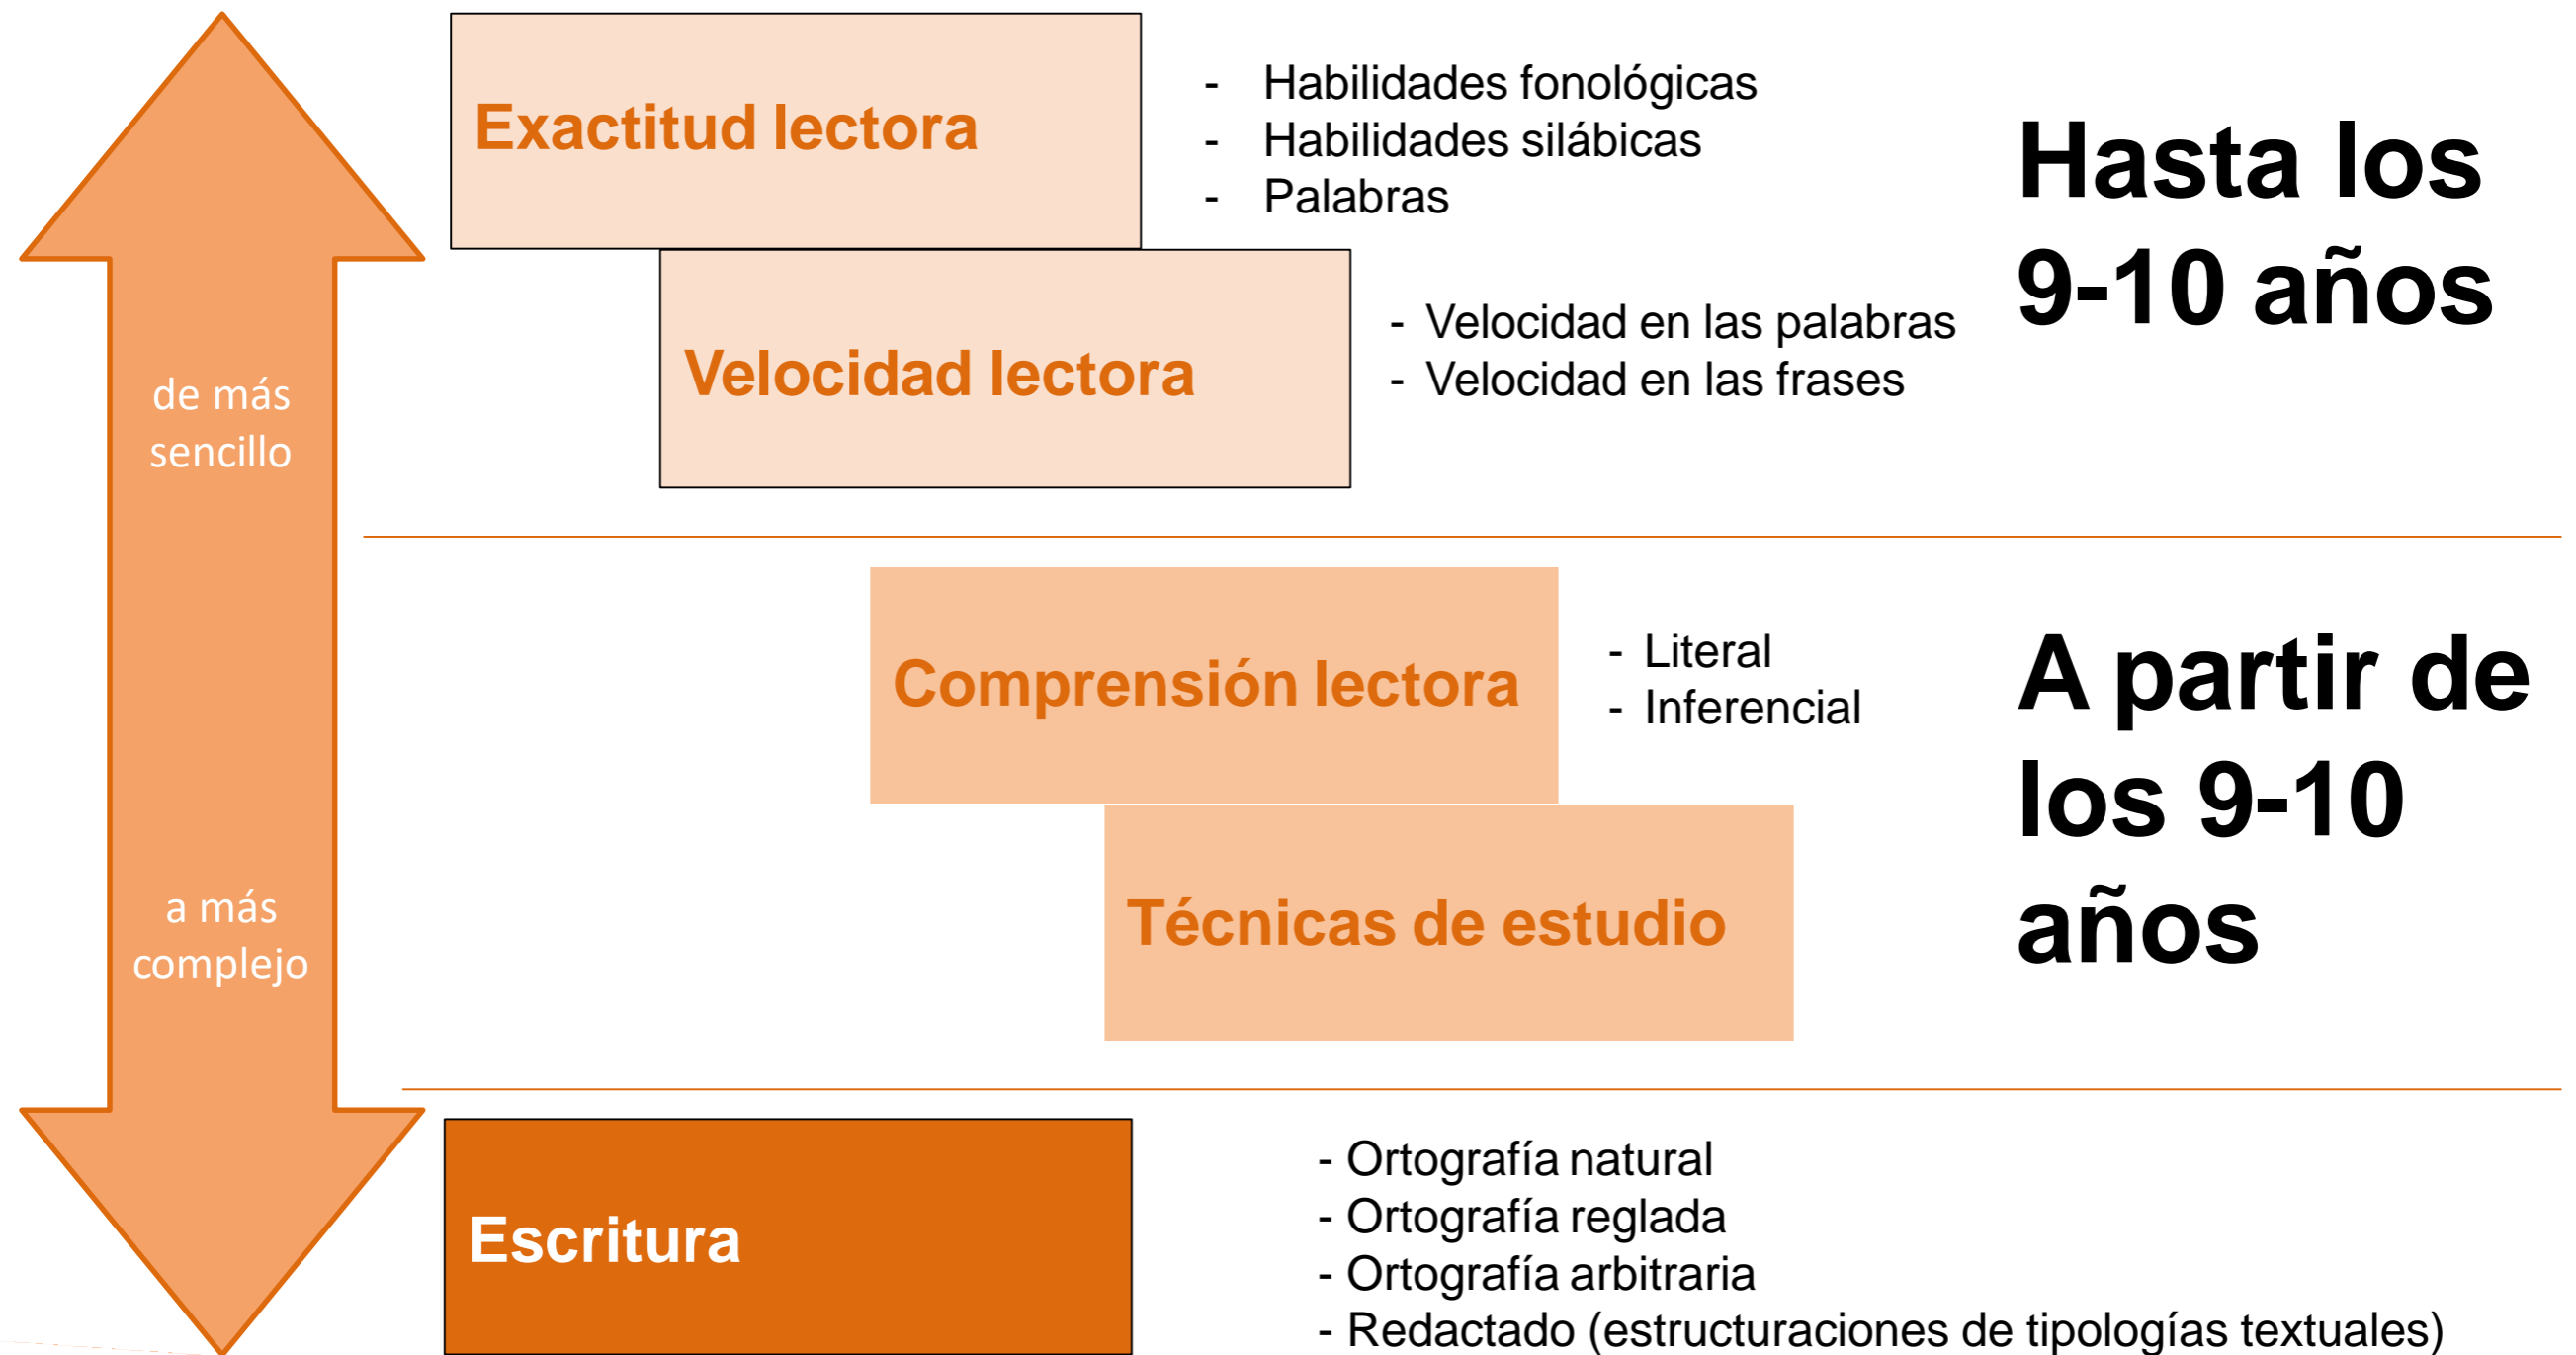 Exactitud lectora
- Habilidades fonológicas
- Habilidades silábicas
- Palabras
Hasta los
9-10 años
Velocidad lectora
- Velocidad en las palabras
- Velocidad en las frases
de más
sencillo
Comprensión lectora
- Literal
- Inferencial
A partir de
los 9-10
años
Técnicas de estudio
a más
complejo
Escritura
- Ortografía natural
- Ortografía reglada
- Ortografía arbitraria
- Redactado (estructuraciones de tipologías textuales)